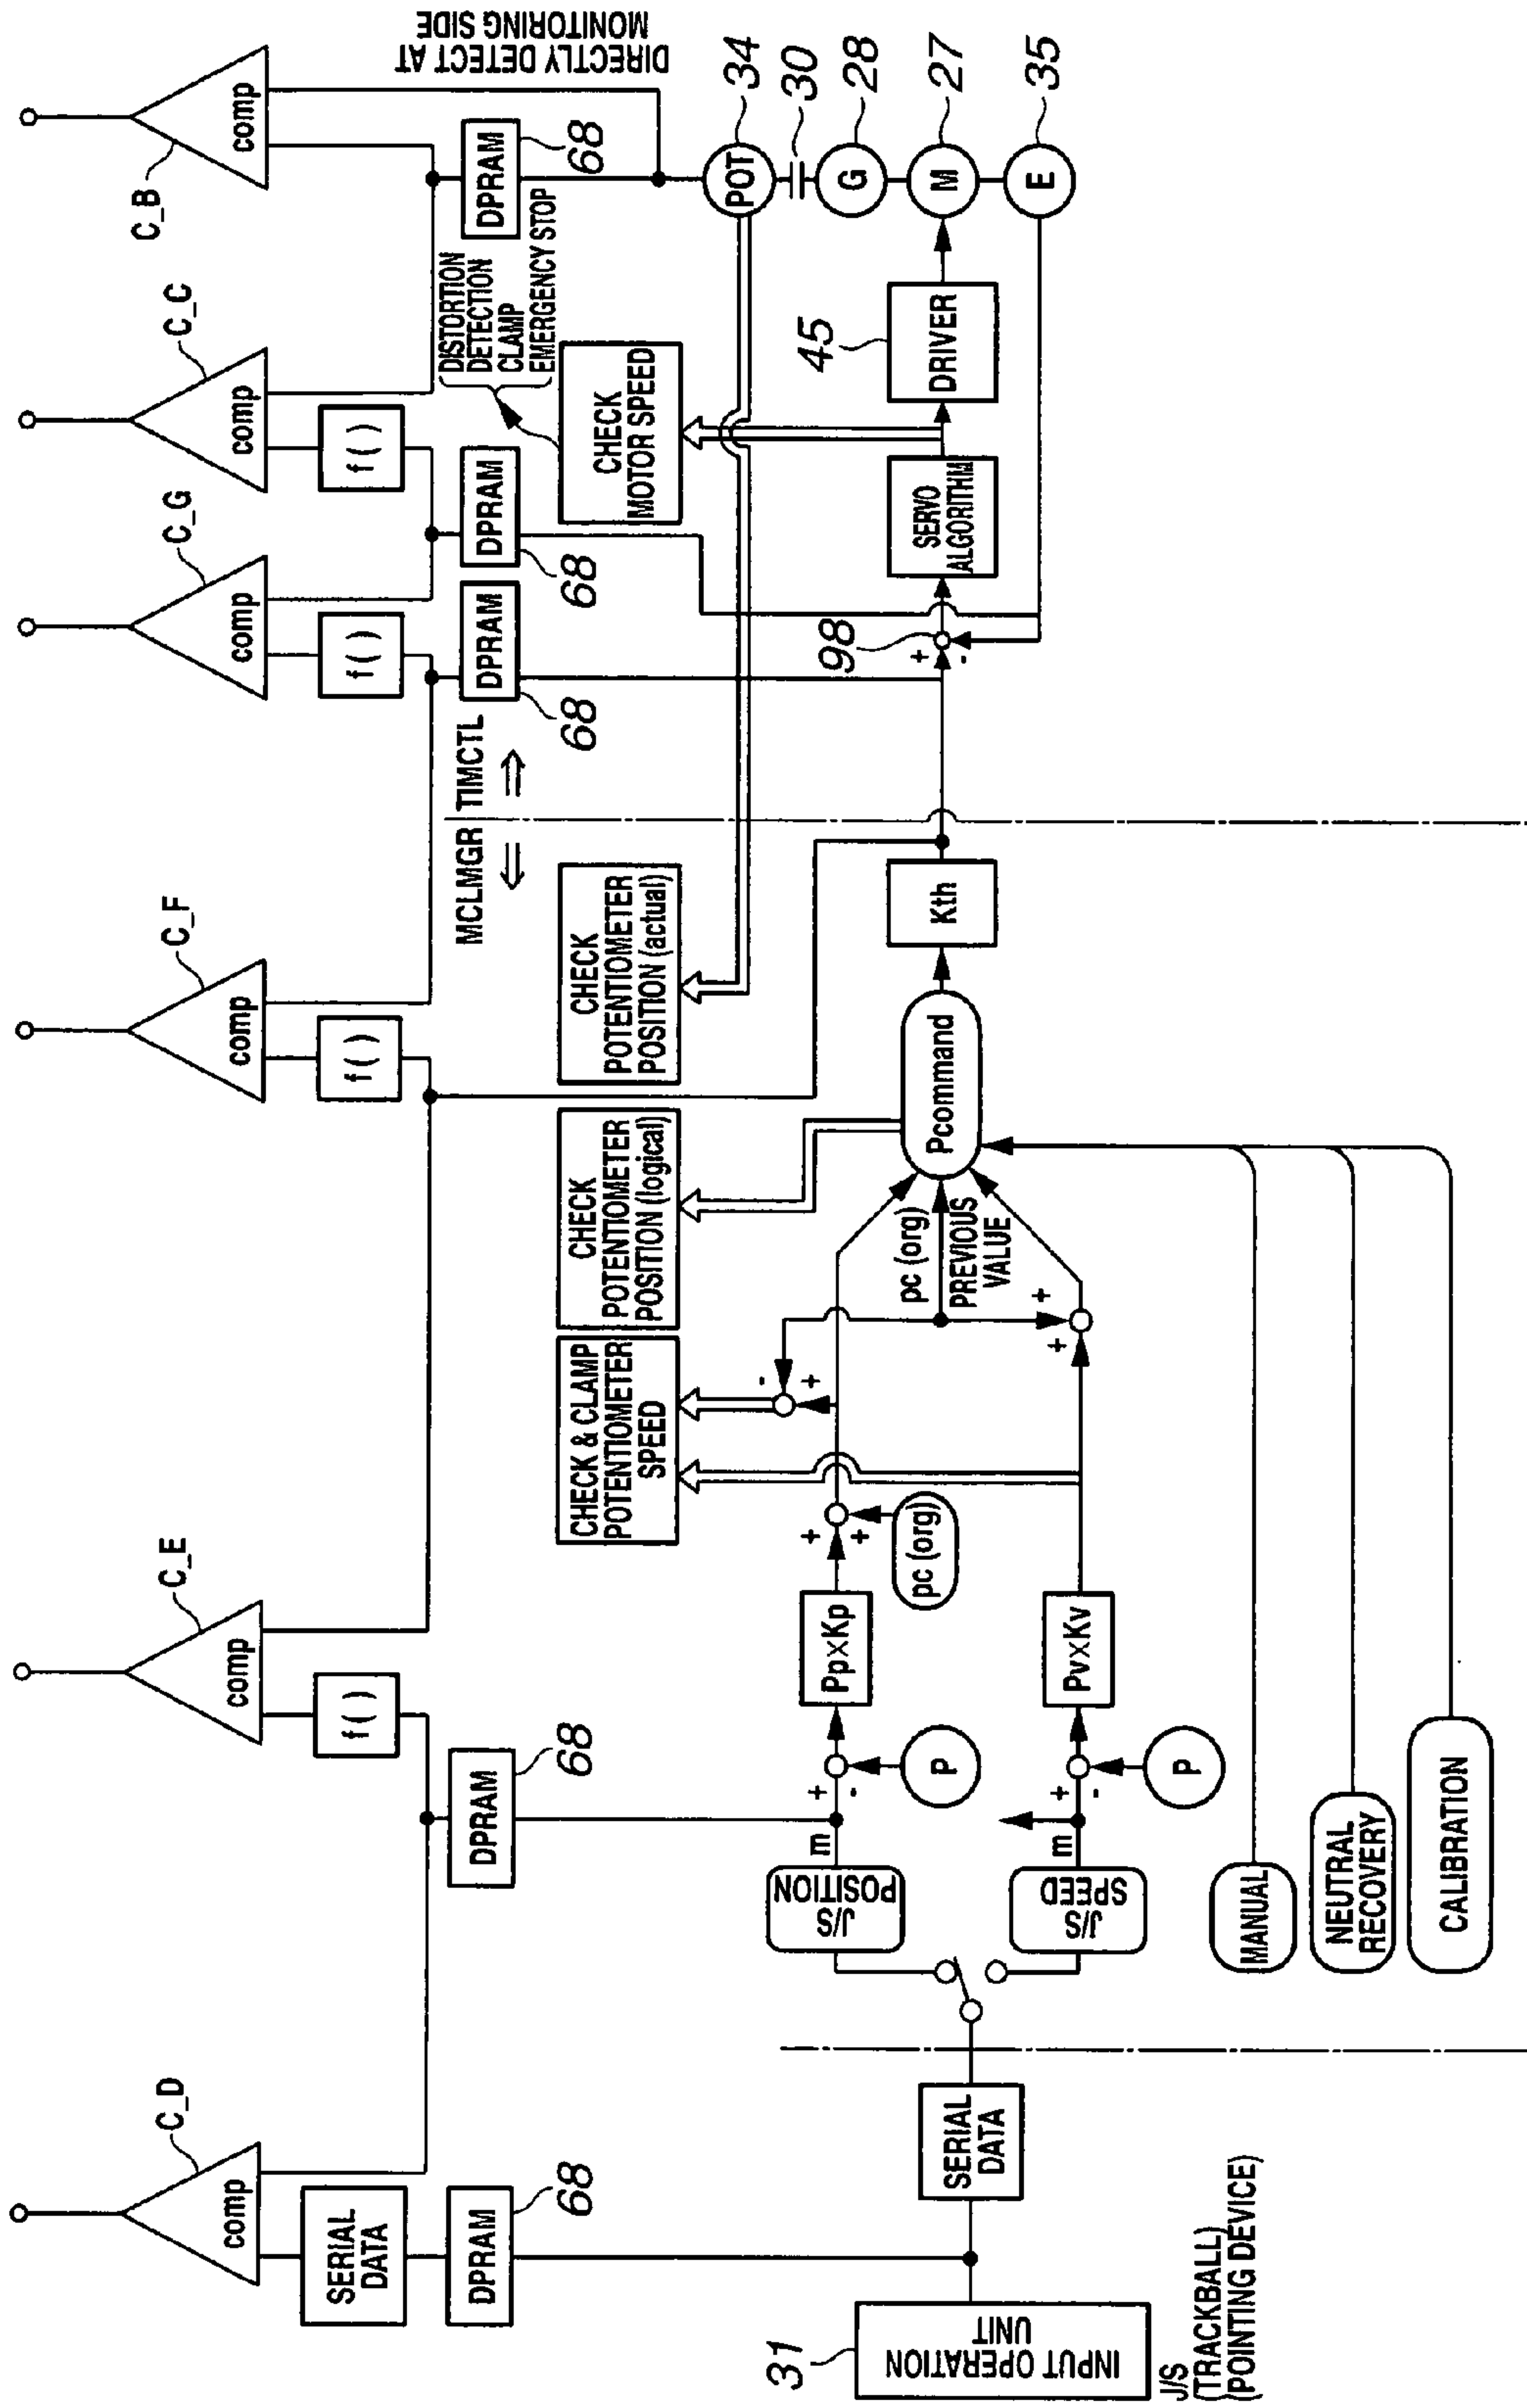 C_D
C_E
C_F
C_G
C_C
C_B
comp
comp
comp
comp
comp
comp
SERIAL
DATA
f ( )
f ( )
f ( )
f ( )
DPRAM
68
DPRAM
68
MCLMGR
TIMCTL
DPRAM
68
DPRAM
68
DPRAM
68
DISTORTION
DETECTION
CLAMP
EMERGENCY STOP
DIRECTLY DETECT AT
MONITORING SIDE
CHECK & CLAMP
POTENTIOMETER
SPEED
CHECK
POTENTIOMETER
POSITION (logical)
CHECK
POTENTIOMETER
POSITION (actual)
CHECK
MOTOR SPEED
POT
34
30
G
28
M
27
E
35
31
INPUT OPERATION
UNIT
J/S
(TRACKBALL)
(POINTING DEVICE)
SERIAL
DATA
J/S
POSITION
m
+
-
P
Pp×Kp
+
+
pc (org)
-
+
J/S
SPEED
m
+
-
P
Pv×Kv
+
+
pc (org)
PREVIOUS
VALUE
Pcommand
Kth
+
-
98
SERVO
ALGORITHM
45
DRIVER
MANUAL
NEUTRAL
RECOVERY
CALIBRATION